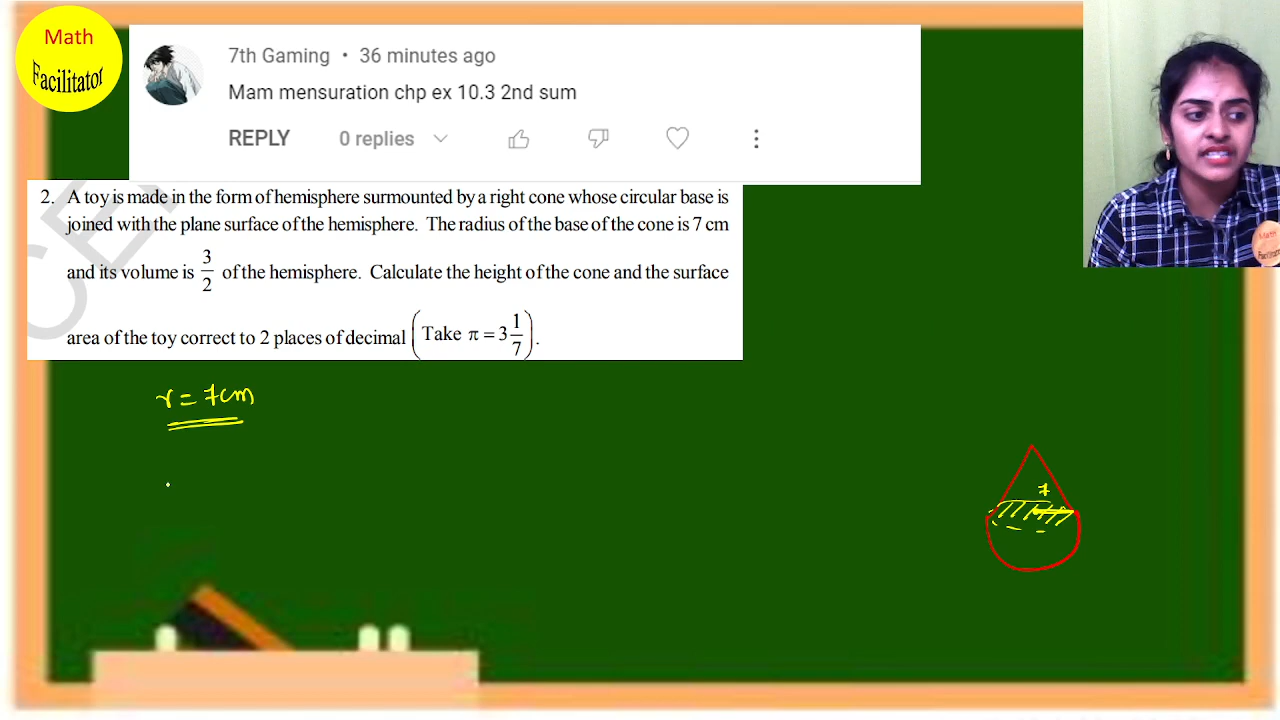 Math
Facilitator
7th Gaming • 36 minutes ago
Mam mensuration chp ex 10.3 2nd sum
REPLY 0 replies
2. A toy is made in the form of hemisphere surmounted by a right cone whose circular base is
joined with the plane surface of the hemisphere. The radius of the base of the cone is 7 cm
and its volume is 3/2 of the hemisphere. Calculate the height of the cone and the surface
area of the toy correct to 2 places of decimal (Take π = 3 1/7).
r = 7cm
7
Math